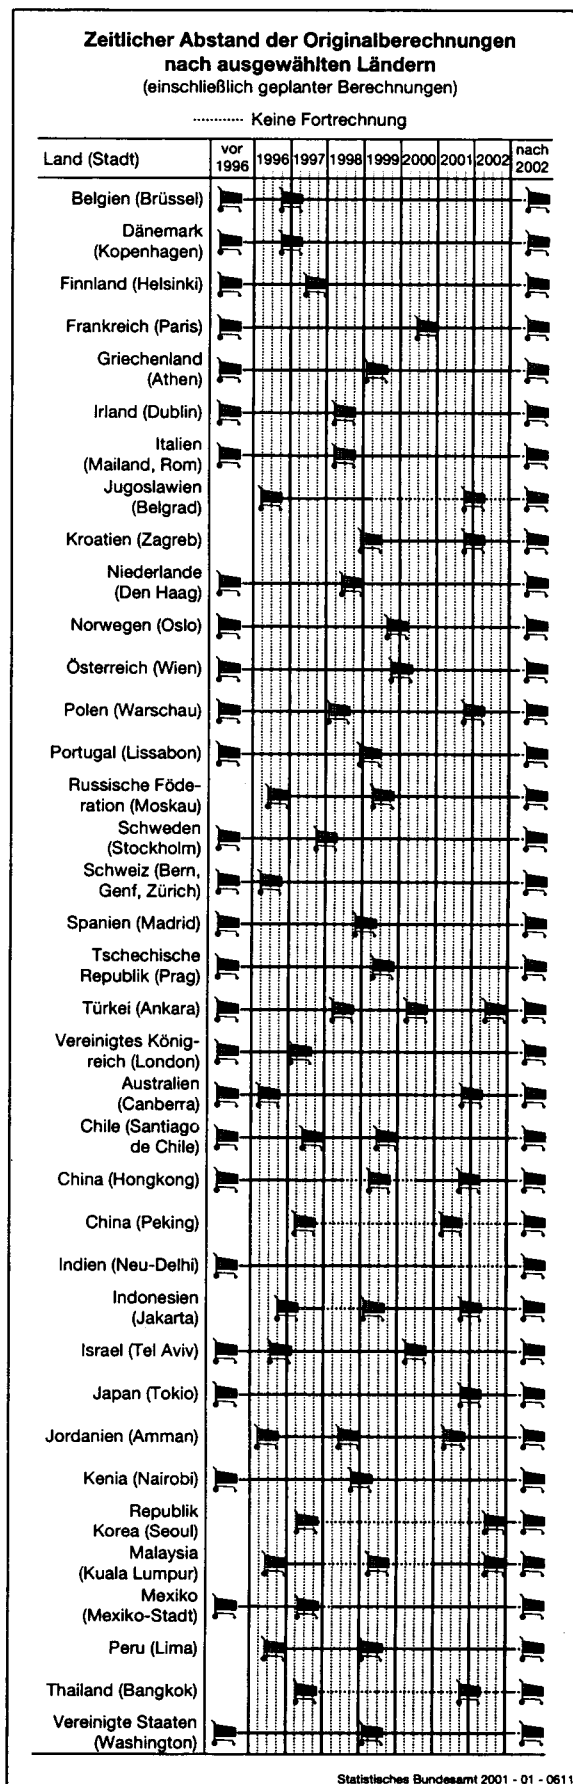 Zeitlicher Abstand der Originalberechnungen
nach ausgewählten Ländern
(einschließlich geplanter Berechnungen)
Keine Fortrechnung
Land (Stadt)
vor
1996
1996 1997 1998 1999 2000 2001 2002
nach
2002
Belgien (Brüssel)
Dänemark
(Kopenhagen)
Finnland (Helsinki)
Frankreich (Paris)
Griechenland
(Athen)
Irland (Dublin)
Italien
(Mailand, Rom)
Jugoslawien
(Belgrad)
Kroatien (Zagreb)
Niederlande
(Den Haag)
Norwegen (Oslo)
Österreich (Wien)
Polen (Warschau)
Portugal (Lissabon)
Russische Föde-
ration (Moskau)
Schweden
(Stockholm)
Schweiz (Bern,
Genf, Zürich)
Spanien (Madrid)
Tschechische
Republik (Prag)
Türkei (Ankara)
Vereinigtes König-
reich (London)
Australien
(Canberra)
Chile (Santiago
de Chile)
China (Hongkong)
China (Peking)
Indien (Neu-Delhi)
Indonesien
(Jakarta)
Israel (Tel Aviv)
Japan (Tokio)
Jordanien (Amman)
Kenia (Nairobi)
Republik
Korea (Seoul)
Malaysia
(Kuala Lumpur)
Mexiko
(Mexiko-Stadt)
Peru (Lima)
Thailand (Bangkok)
Vereinigte Staaten
(Washington)
Statistisches Bundesamt 2001 - 01 - 0611